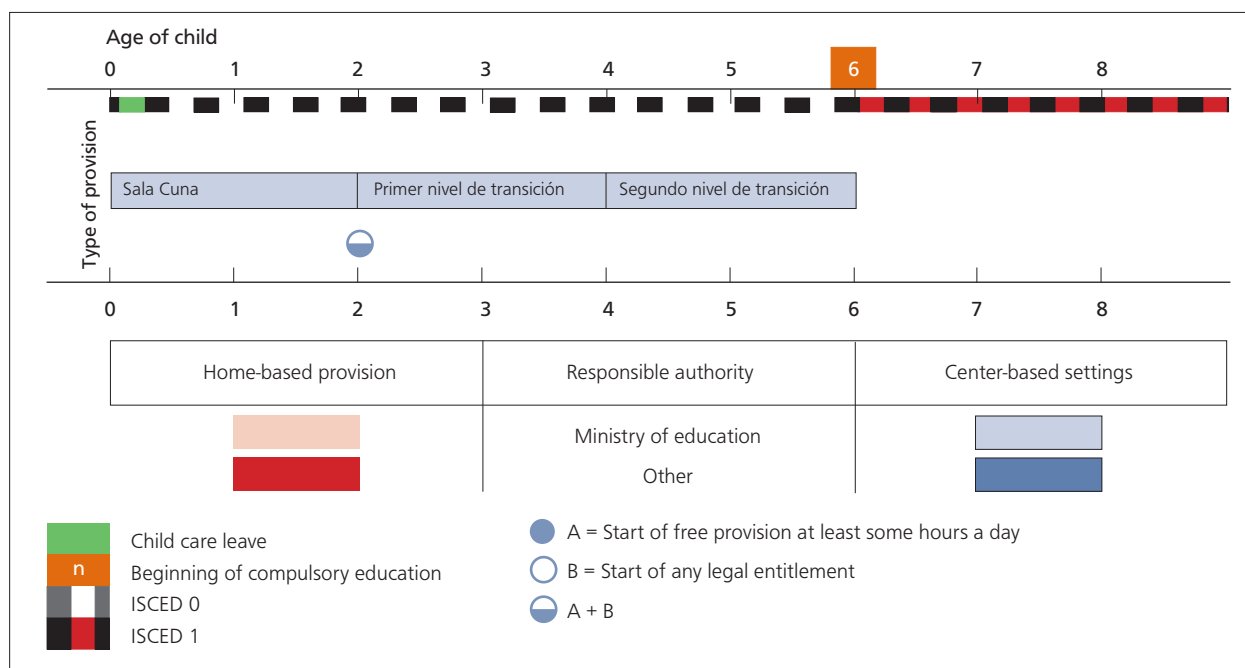 Age of child
0 1 2 3 4 5 6 7 8
Type of provision
Sala Cuna Primer nivel de transición Segundo nivel de transición
0 1 2 3 4 5 6 7 8
Home-based provision Responsible authority Center-based settings
Ministry of education
Other
Child care leave
n Beginning of compulsory education
ISCED 0
ISCED 1
A = Start of free provision at least some hours a day
B = Start of any legal entitlement
A + B